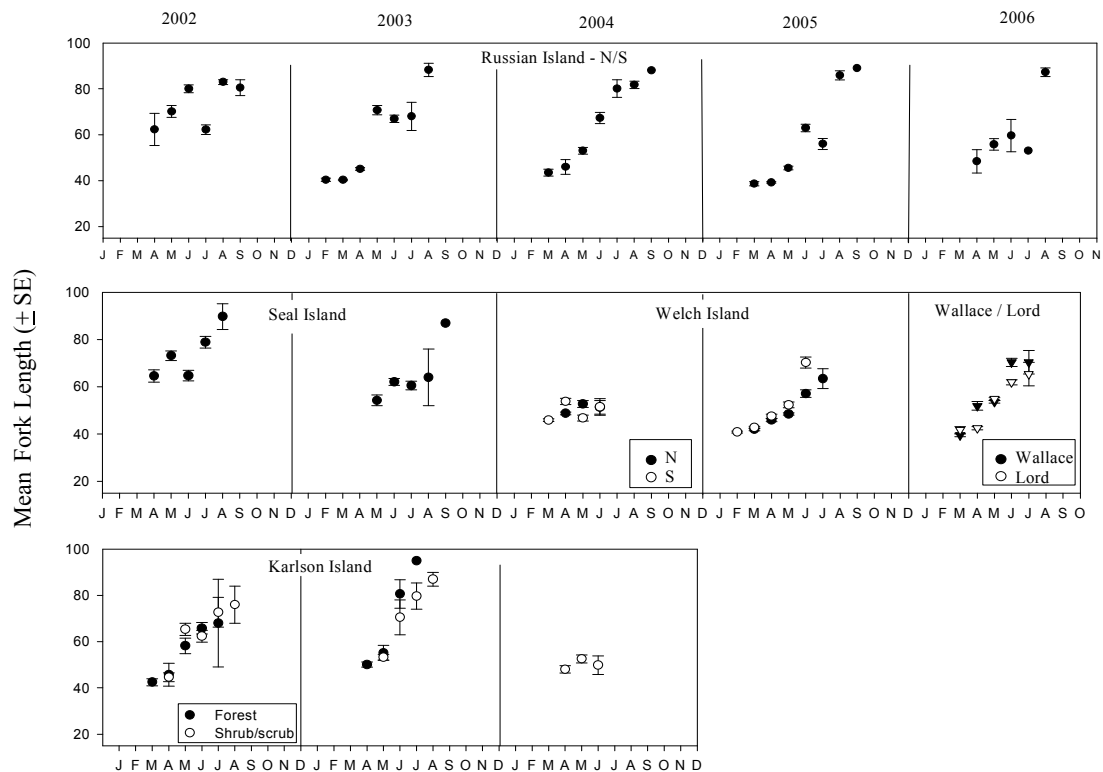 2002 2003 2004 2005 2006
Russian Island - N/S
100
80
60
40
20
J F M A M J J A S O N D J F M A M J J A S O N D J F M A M J J A S O N D J F M A M J J A S O N D J F M A M J J A S O N
Mean Fork Length (± SE)
Seal Island Welch Island Wallace / Lord
100
80
60
40
20
N
S
Wallace
Lord
J F M A M J J A S O N D J F M A M J J A S O N D J F M A M J J A S O N D J F M A M J J A S O N D J F M A M J J A S O
Karlson Island
100
80
60
40
20
Forest
Shrub/scrub
J F M A M J J A S O N D J F M A M J J A S O N D J F M A M J J A S O N D